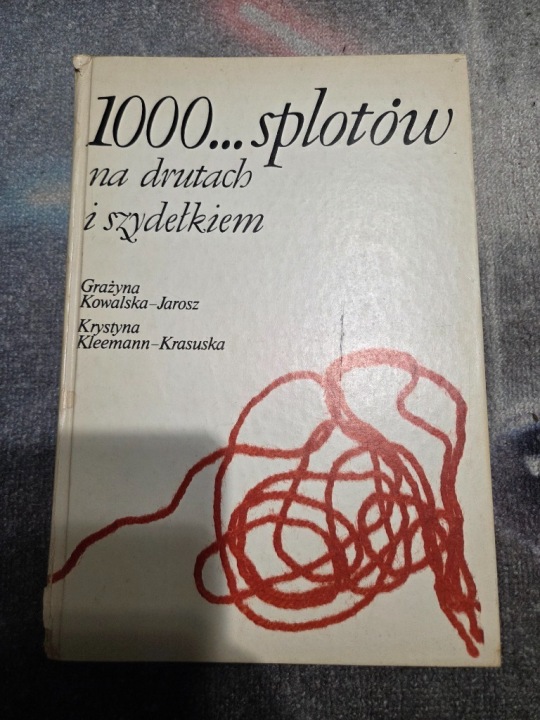 1000... splotów
na drutach
i szydełkiem
Grażyna
Kowalska-Jarosz
Krystyna
Kleemann-Krasuska